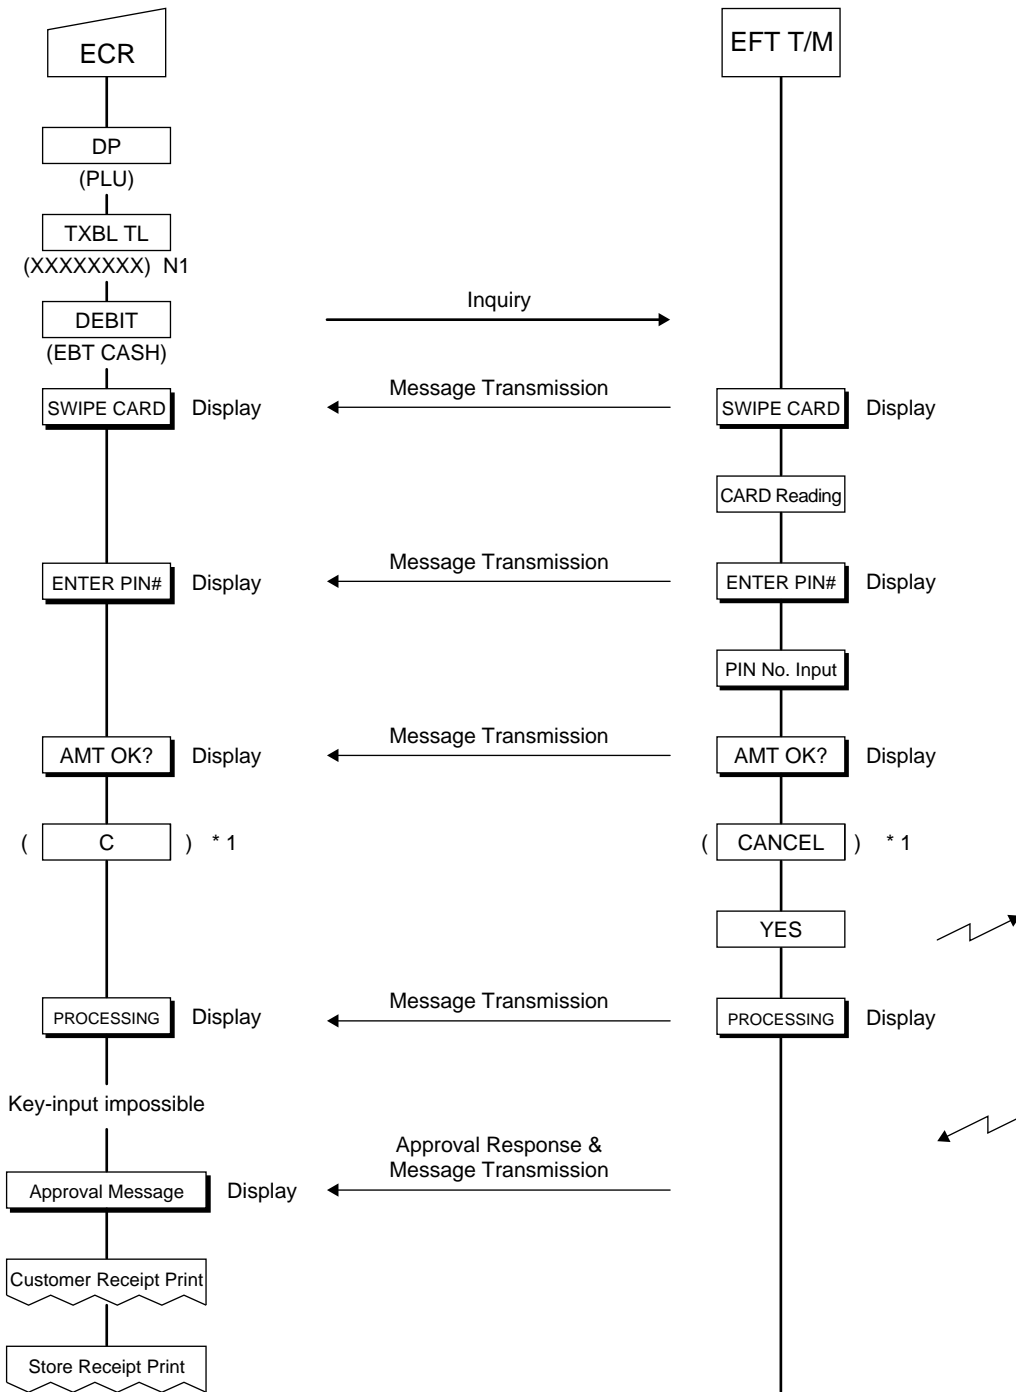 ECR
EFT T/M
DP
(PLU)
TXBL TL
(XXXXXXXX) N1
Inquiry
DEBIT
(EBT CASH)
SWIPE CARD Display
Message Transmission
SWIPE CARD Display
CARD Reading
ENTER PIN# Display
Message Transmission
ENTER PIN# Display
PIN No. Input
AMT OK? Display
Message Transmission
AMT OK? Display
( C ) * 1
( CANCEL ) * 1
YES
PROCESSING Display
Message Transmission
PROCESSING Display
Key-input impossible
Approval Response &
Message Transmission
Approval Message Display
Customer Receipt Print
Store Receipt Print